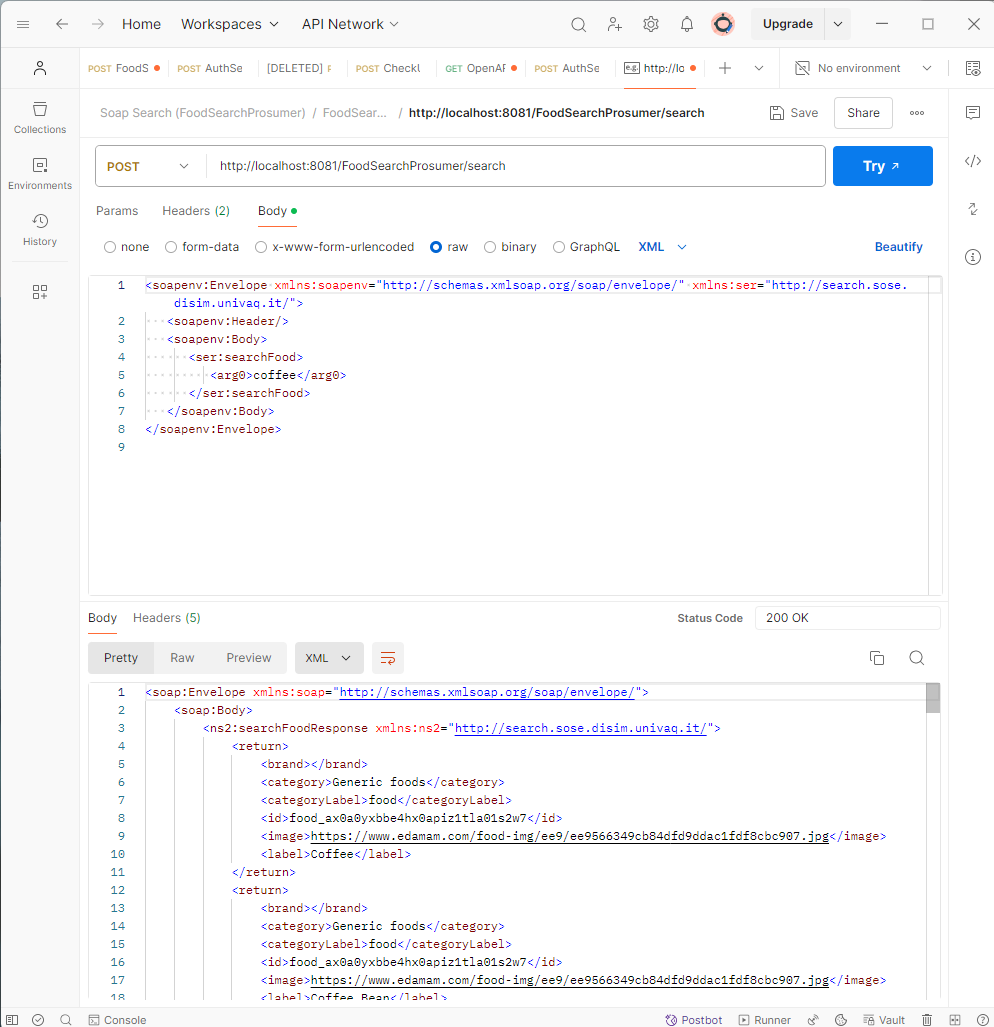 Home Workspaces API Network Upgrade
POST FoodS POST AuthSe [DELETED] POST Checkl GET OpenAF POST AuthSe e.g. http://lo No environment
Soap Search (FoodSearchProsumer) / FoodSear... / http://localhost:8081/FoodSearchProsumer/search Save Share
Collections
POST http://localhost:8081/FoodSearchProsumer/search Try
Environments
Params Headers (2) Body
History
none form-data x-www-form-urlencoded raw binary GraphQL XML Beautify
1 <soapenv:Envelope xmlns:soapenv="http://schemas.xmlsoap.org/soap/envelope/" xmlns:ser="http://search.sose.
disim.univaq.it/">
2 <soapenv:Header/>
3 <soapenv:Body>
4 <ser:searchFood>
5 <arg0>coffee</arg0>
6 </ser:searchFood>
7 </soapenv:Body>
8 </soapenv:Envelope>
9
Body Headers (5) Status Code 200 OK
Pretty Raw Preview XML
1 <soap:Envelope xmlns:soap="http://schemas.xmlsoap.org/soap/envelope/">
2 <soap:Body>
3 <ns2:searchFoodResponse xmlns:ns2="http://search.sose.disim.univaq.it/">
4 <return>
5 <brand></brand>
6 <category>Generic foods</category>
7 <categoryLabel>food</categoryLabel>
8 <id>food_ax0a0yxbbe4hx0apiz1tla01s2w7</id>
9 <image>https://www.edamam.com/food-img/ee9/ee9566349cb84dfd9ddac1fdf8cbc907.jpg</image>
10 <label>Coffee</label>
11 </return>
12 <return>
13 <brand></brand>
14 <category>Generic foods</category>
15 <categoryLabel>food</categoryLabel>
16 <id>food_ax0a0yxbbe4hx0apiz1tla01s2w7</id>
17 <image>https://www.edamam.com/food-img/ee9/ee9566349cb84dfd9ddac1fdf8cbc907.jpg</image>
18 <label>Coffee Bean</label>
Console Postbot Runner Vault